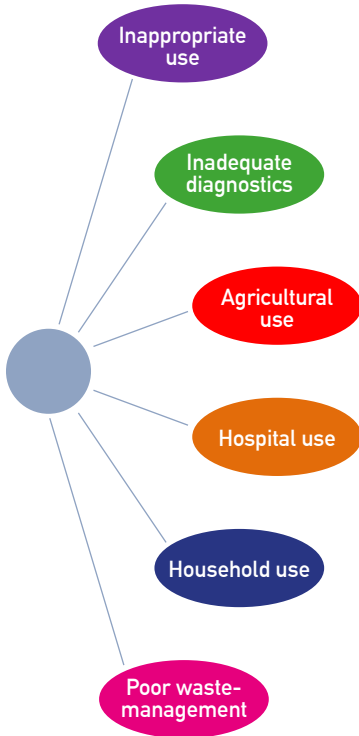 Inappropriate
use
Inadequate
diagnostics
Agricultural
use
Hospital use
Household use
Poor waste-
management